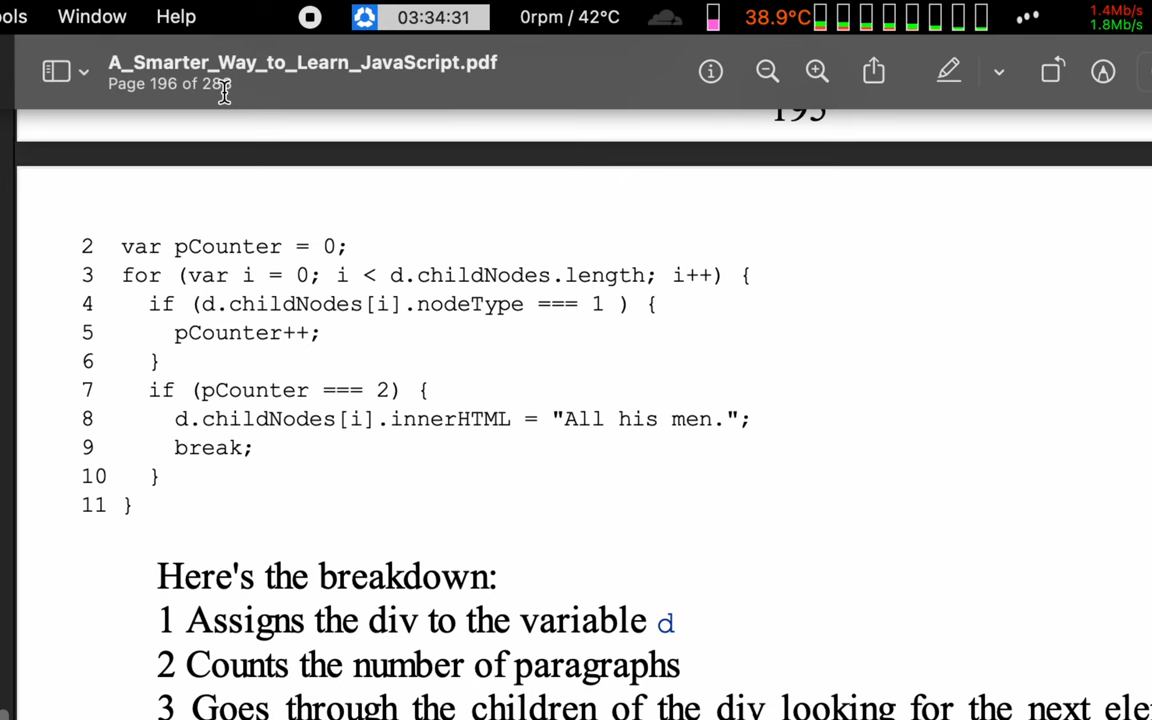 ools Window Help 03:34:31 0rpm / 42°C 38.9°C 1.4Mb/s
1.8Mb/s
A_Smarter_Way_to_Learn_JavaScript.pdf
Page 196 of
195
2 var pCounter = 0;
3 for (var i = 0; i < d.childNodes.length; i++) {
4 if (d.childNodes[i].nodeType === 1 ) {
5 pCounter++;
6 }
7 if (pCounter === 2) {
8 d.childNodes[i].innerHTML = "All his men.";
9 break;
10 }
11 }
Here's the breakdown:
1 Assigns the div to the variable d
2 Counts the number of paragraphs
3 Goes through the children of the div looking for the next ele